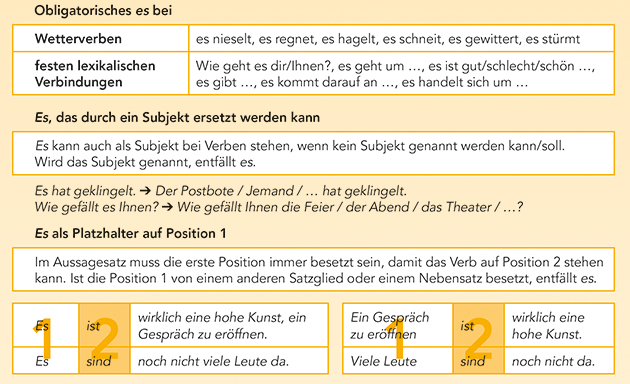 Obligatorisches es bei
Wetterverben es nieselt, es regnet, es hagelt, es schneit, es gewittert, es stürmt
festen lexikalischen Verbindungen Wie geht es dir/Ihnen?, es geht um …, es ist gut/schlecht/schön …,
es gibt …, es kommt darauf an …, es handelt sich um …
Es, das durch ein Subjekt ersetzt werden kann
Es kann auch als Subjekt bei Verben stehen, wenn kein Subjekt genannt werden kann/soll.
Wird das Subjekt genannt, entfällt es.
Es hat geklingelt. ➔ Der Postbote / Jemand / … hat geklingelt.
Wie gefällt es Ihnen? ➔ Wie gefällt Ihnen die Feier / der Abend / das Theater / …?
Es als Platzhalter auf Position 1
Im Aussagesatz muss die erste Position immer besetzt sein, damit das Verb auf Position 2 stehen
kann. Ist die Position 1 von einem anderen Satzglied oder einem Nebensatz besetzt, entfällt es.
1 2
Es ist wirklich eine hohe Kunst, ein
Gespräch zu eröffnen.
Es sind noch nicht viele Leute da.
1 2
Ein Gespräch zu eröffnen ist wirklich eine
hohe Kunst.
Viele Leute sind noch nicht da.